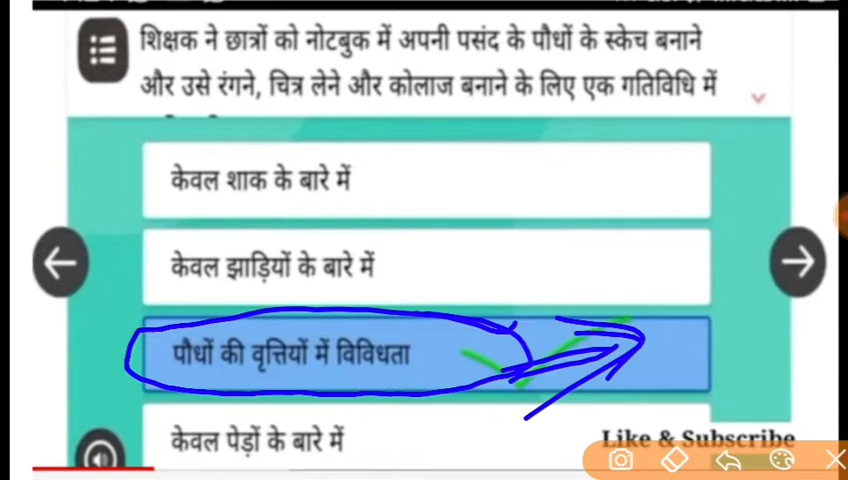 शिक्षक ने छात्रों को नोटबुक में अपनी पसंद के पौधों के स्केच बनाने
और उसे रंगने, चित्र लेने और कोलाज बनाने के लिए एक गतिविधि में
केवल शाक के बारे में
केवल झाड़ियों के बारे में
पौधों की वृत्तियों में विविधता
केवल पेड़ों के बारे में
Like & Subscribe